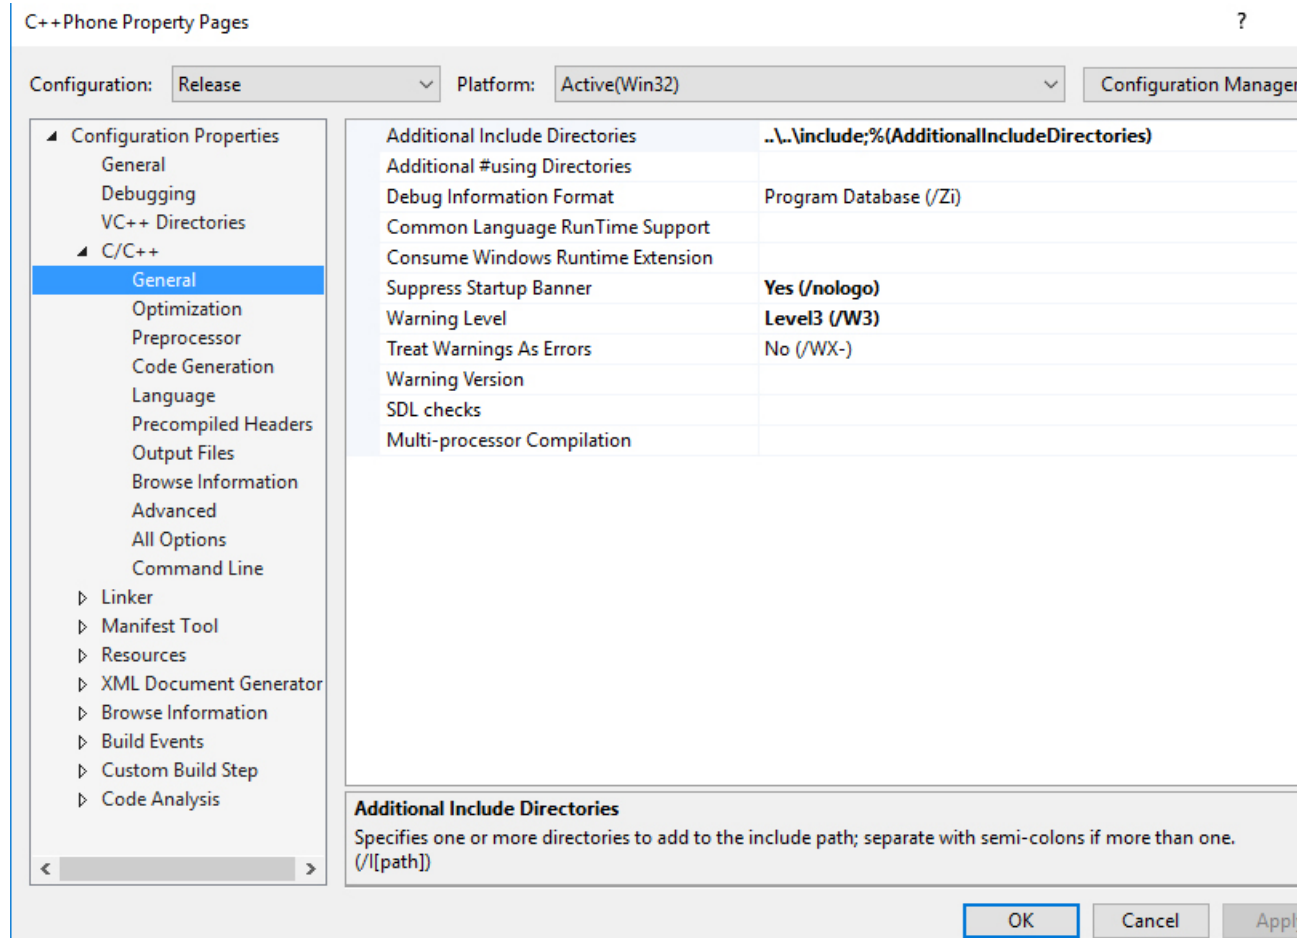 C++Phone Property Pages
?
Configuration: Release Platform: Active(Win32) Configuration Manager
Configuration Properties
General
Debugging
VC++ Directories
C/C++
General
Optimization
Preprocessor
Code Generation
Language
Precompiled Headers
Output Files
Browse Information
Advanced
All Options
Command Line
Linker
Manifest Tool
Resources
XML Document Generator
Browse Information
Build Events
Custom Build Step
Code Analysis
Additional Include Directories ..\..\include;%(AdditionalIncludeDirectories)
Additional #using Directories
Debug Information Format Program Database (/Zi)
Common Language RunTime Support
Consume Windows Runtime Extension
Suppress Startup Banner Yes (/nologo)
Warning Level Level3 (/W3)
Treat Warnings As Errors No (/WX-)
Warning Version
SDL checks
Multi-processor Compilation
Additional Include Directories
Specifies one or more directories to add to the include path; separate with semi-colons if more than one.
(/I[path])
OK Cancel Apply